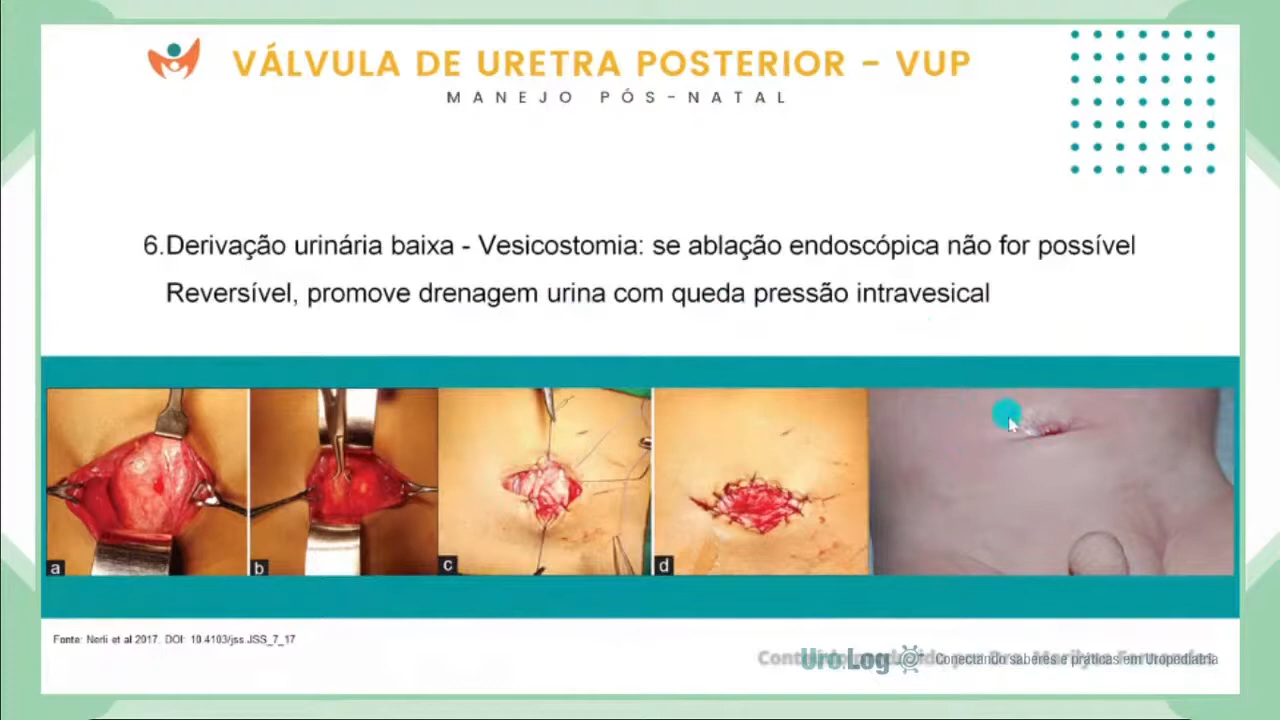 VÁLVULA DE URETRA POSTERIOR - VUP
MANEJO PÓS-NATAL
6.Derivação urinária baixa - Vesicostomia: se ablação endoscópica não for possível
Reversível, promove drenagem urina com queda pressão intravesical
a
b
c
d
Fonte: Nerli et al 2017. DOI: 10.4103/jss.JSS_7_17
Uro.Log Conectando saberes e práticas em Uropediatria